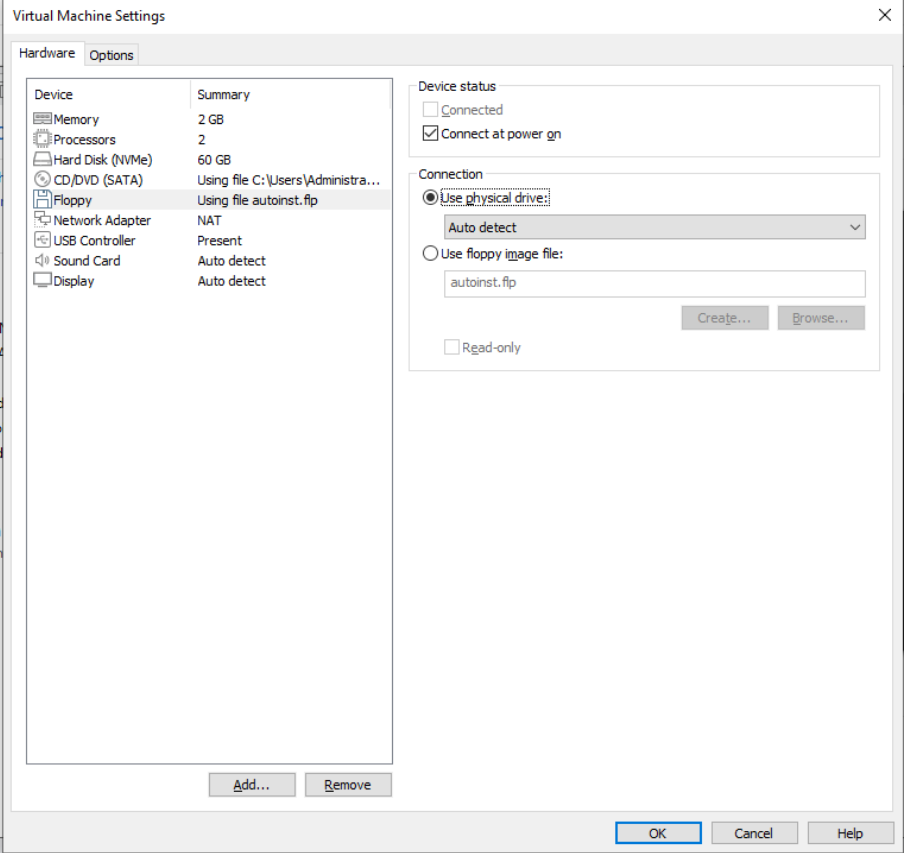 Virtual Machine Settings
Hardware Options
Device Summary
Memory 2 GB
Processors 2
Hard Disk (NVMe) 60 GB
CD/DVD (SATA) Using file C:\Users\Administra...
Floppy Using file autoinst.flp
Network Adapter NAT
USB Controller Present
Sound Card Auto detect
Display Auto detect
Add... Remove
Device status
Connected
Connect at power on
Connection
Use physical drive:
Auto detect
Use floppy image file:
autoinst.flp
Create... Browse...
Read-only
OK Cancel Help